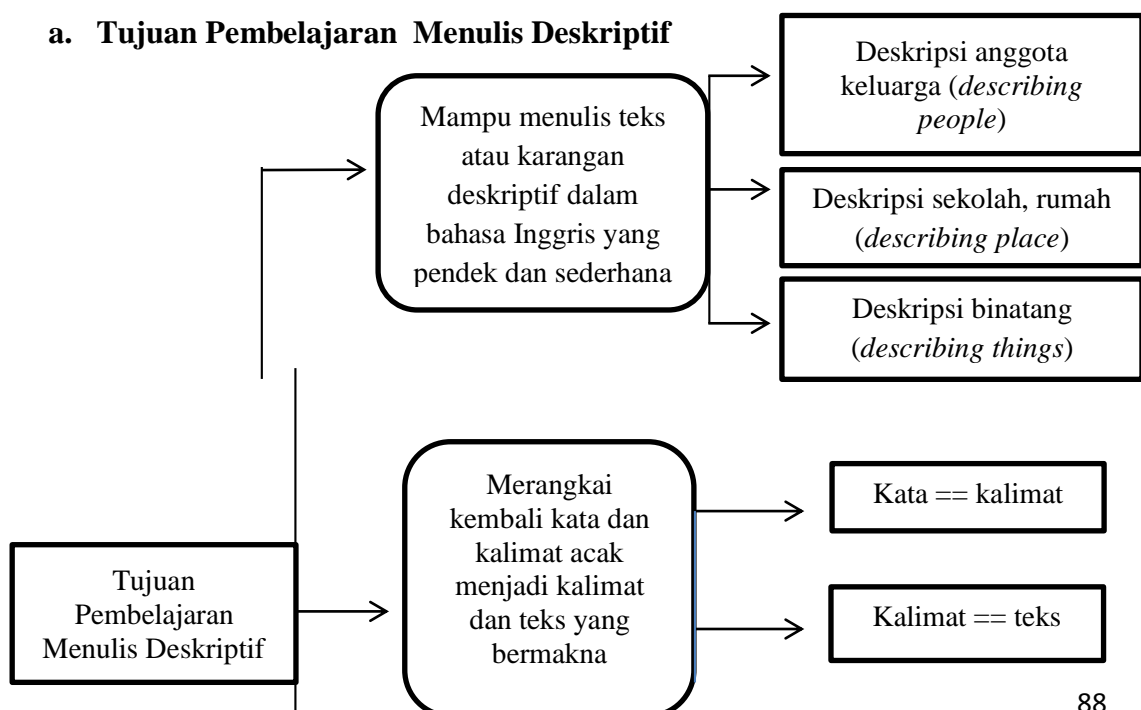 a. Tujuan Pembelajaran Menulis Deskriptif
Mampu menulis teks
atau karangan
deskriptif dalam
bahasa Inggris yang
pendek dan sederhana
Deskripsi anggota
keluarga (describing
people)
Deskripsi sekolah, rumah
(describing place)
Deskripsi binatang
(describing things)
Tujuan
Pembelajaran
Menulis Deskriptif
Merangkai
kembali kata dan
kalimat acak
menjadi kalimat
dan teks yang
bermakna
Kata == kalimat
Kalimat == teks
88